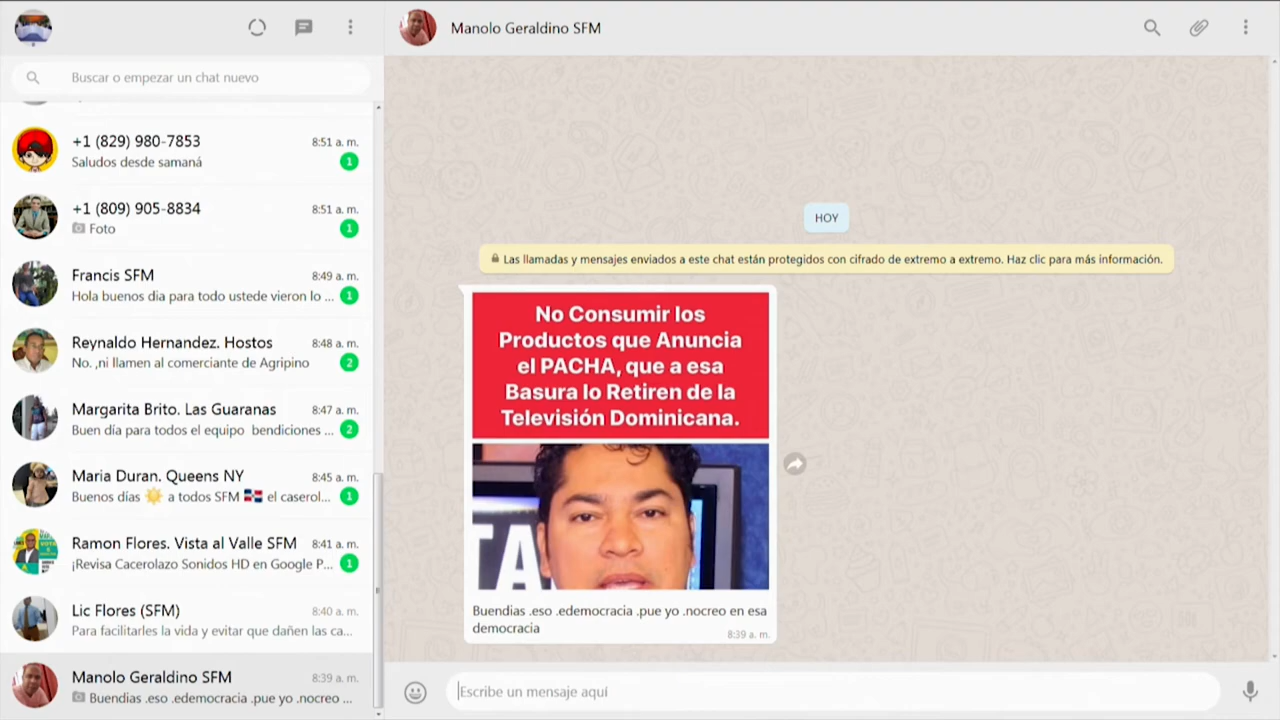 Buscar o empezar un chat nuevo
+1 (829) 980-7853
8:51 a. m.
Saludos desde samaná
1
+1 (809) 905-8834
8:51 a. m.
Foto
1
Francis SFM
8:49 a. m.
Hola buenos dia para todo ustede vieron lo ...
1
Reynaldo Hernandez. Hostos
8:48 a. m.
No. ,ni llamen al comerciante de Agripino
2
Margarita Brito. Las Guaranas
8:47 a. m.
Buen día para todos el equipo bendiciones ...
2
Maria Duran. Queens NY
8:45 a. m.
Buenos días ☀️ a todos SFM 🇩🇴 el caserol...
1
Ramon Flores. Vista al Valle SFM
8:41 a. m.
¡Revisa Cacerolazo Sonidos HD en Google P...
1
Lic Flores (SFM)
8:40 a. m.
Para facilitarles la vida y evitar que dañen las ca...
Manolo Geraldino SFM
8:39 a. m.
Buendias .eso .edemocracia .pue yo .nocreo ...
Manolo Geraldino SFM
HOY
Las llamadas y mensajes enviados a este chat están protegidos con cifrado de extremo a extremo. Haz clic para más información.
No Consumir los
Productos que Anuncia
el PACHA, que a esa
Basura lo Retiren de la
Televisión Dominicana.
TA
Buendias .eso .edemocracia .pue yo .nocreo en esa
democracia
8:39 a. m.
Escribe un mensaje aquí